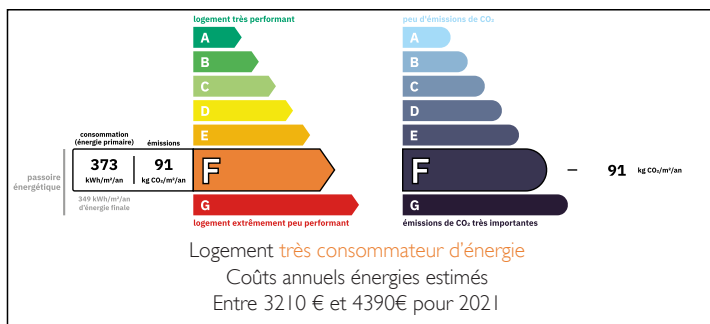 logement très performant
A
B
C
D
E
consommation
(énergie primaire)
émissions
373
kWh/m²/an
91
kg CO₂/m²/an
F
passoire
énergétique
349 kWh/m²/an
d'énergie finale
G
logement extrêmement peu performant
peu d'émissions de CO₂
A
B
C
D
E
F
91 kg CO₂/m²/an
G
émissions de CO₂ très importantes
Logement très consommateur d'énergie
Coûts annuels énergies estimés
Entre 3210 € et 4390€ pour 2021